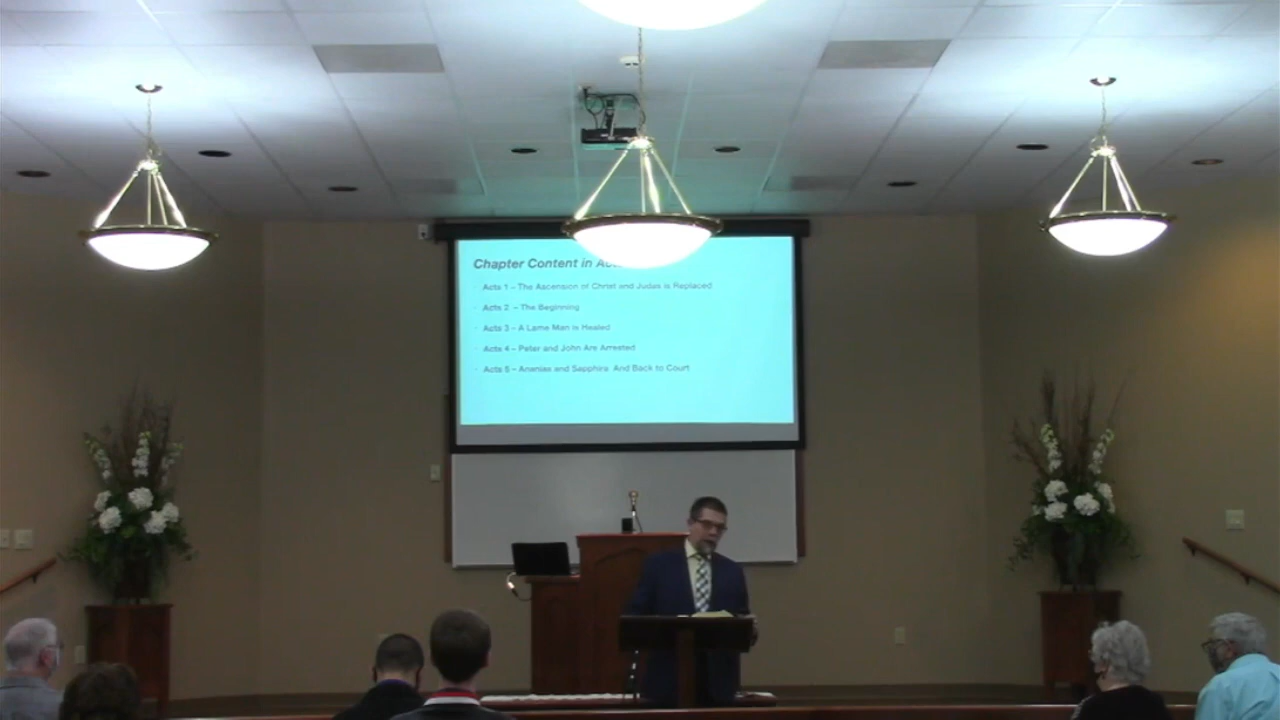 Chapter Content in
Acts 1 – The Ascension of Christ and Judas is Replaced
Acts 2 – The Beginning
Acts 3 – A Lame Man is Healed
Acts 4 – Peter and John Are Arrested
Acts 5 – Ananias and Sapphira And Back to Court